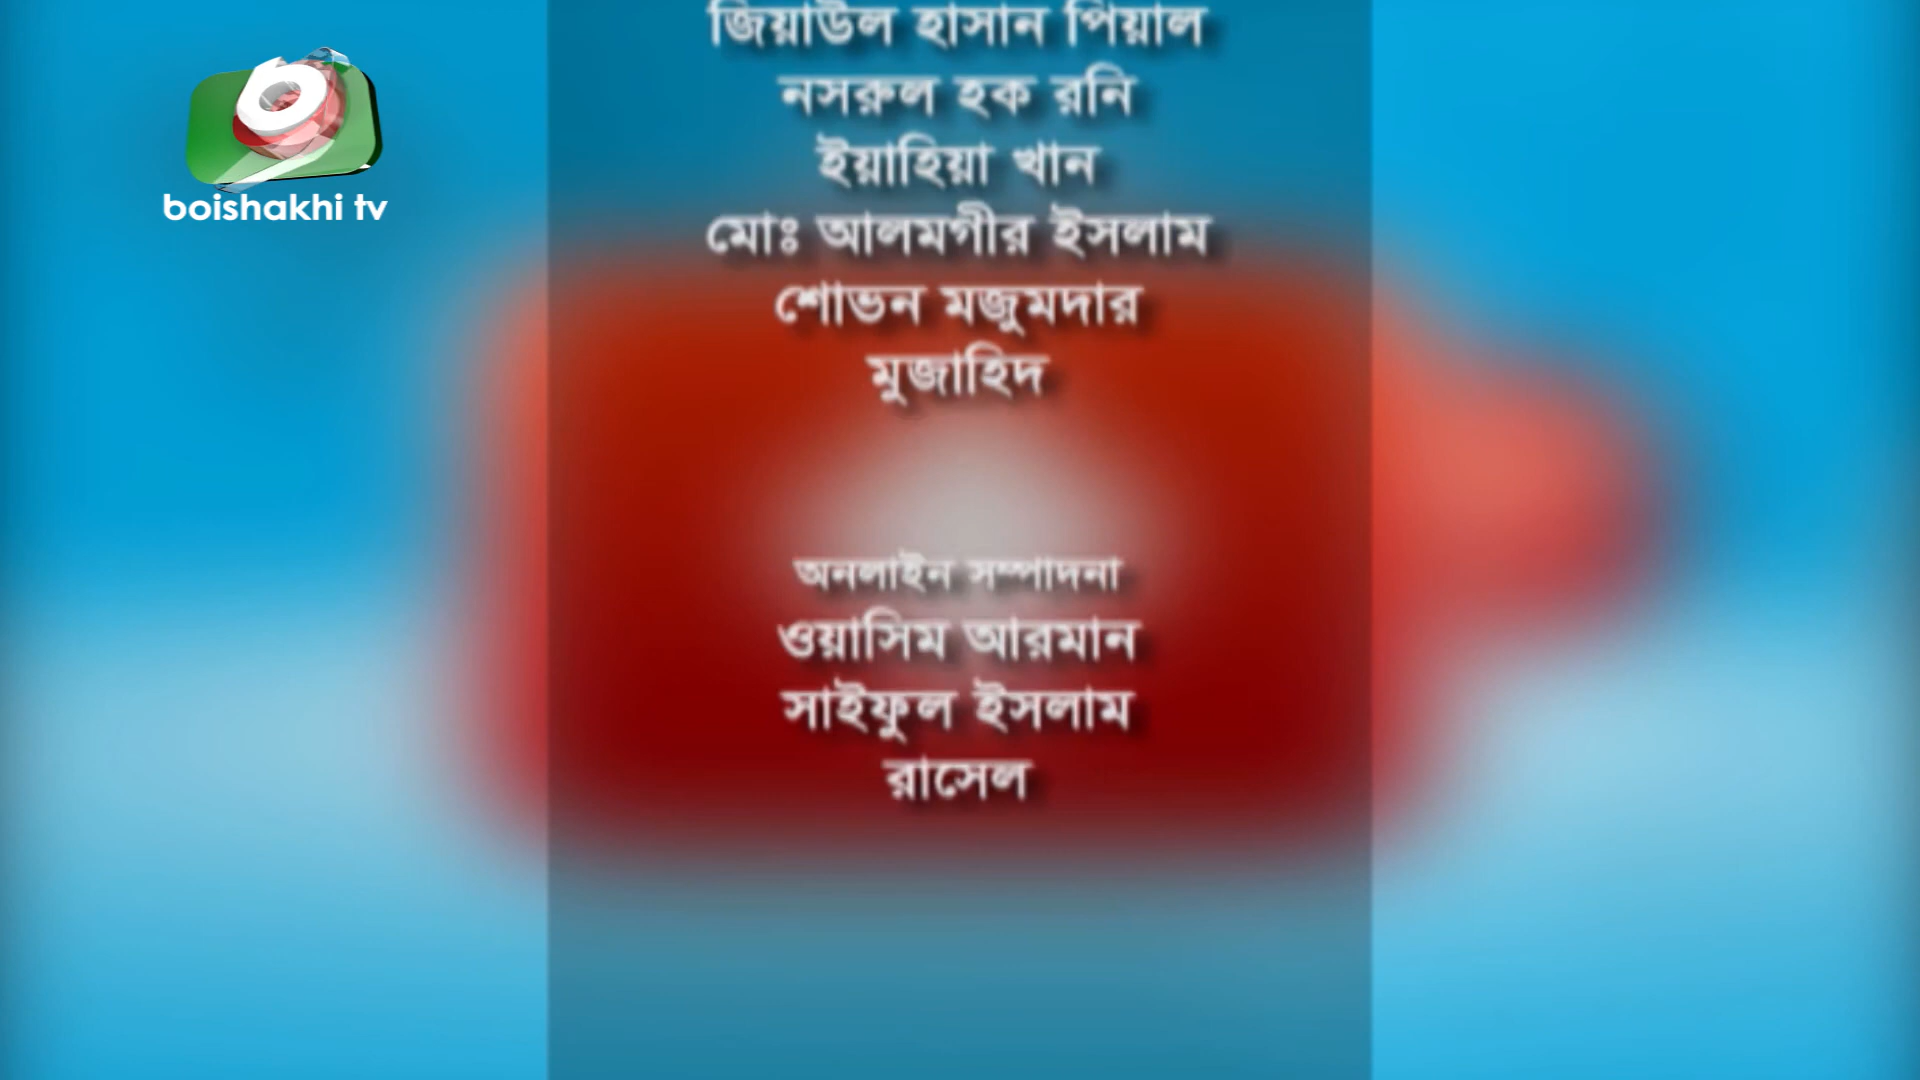 জিয়াউল হাসান পিয়াল
boishakhi tv
নসরুল হক রনি
ইয়াহিয়া খান
মোঃ আলমগীর ইসলাম
শোভন মজুমদার
মুজাহিদ
অনলাইন সম্পাদনা
ওয়াসিম আরমান
সাইফুল ইসলাম
রাসেল